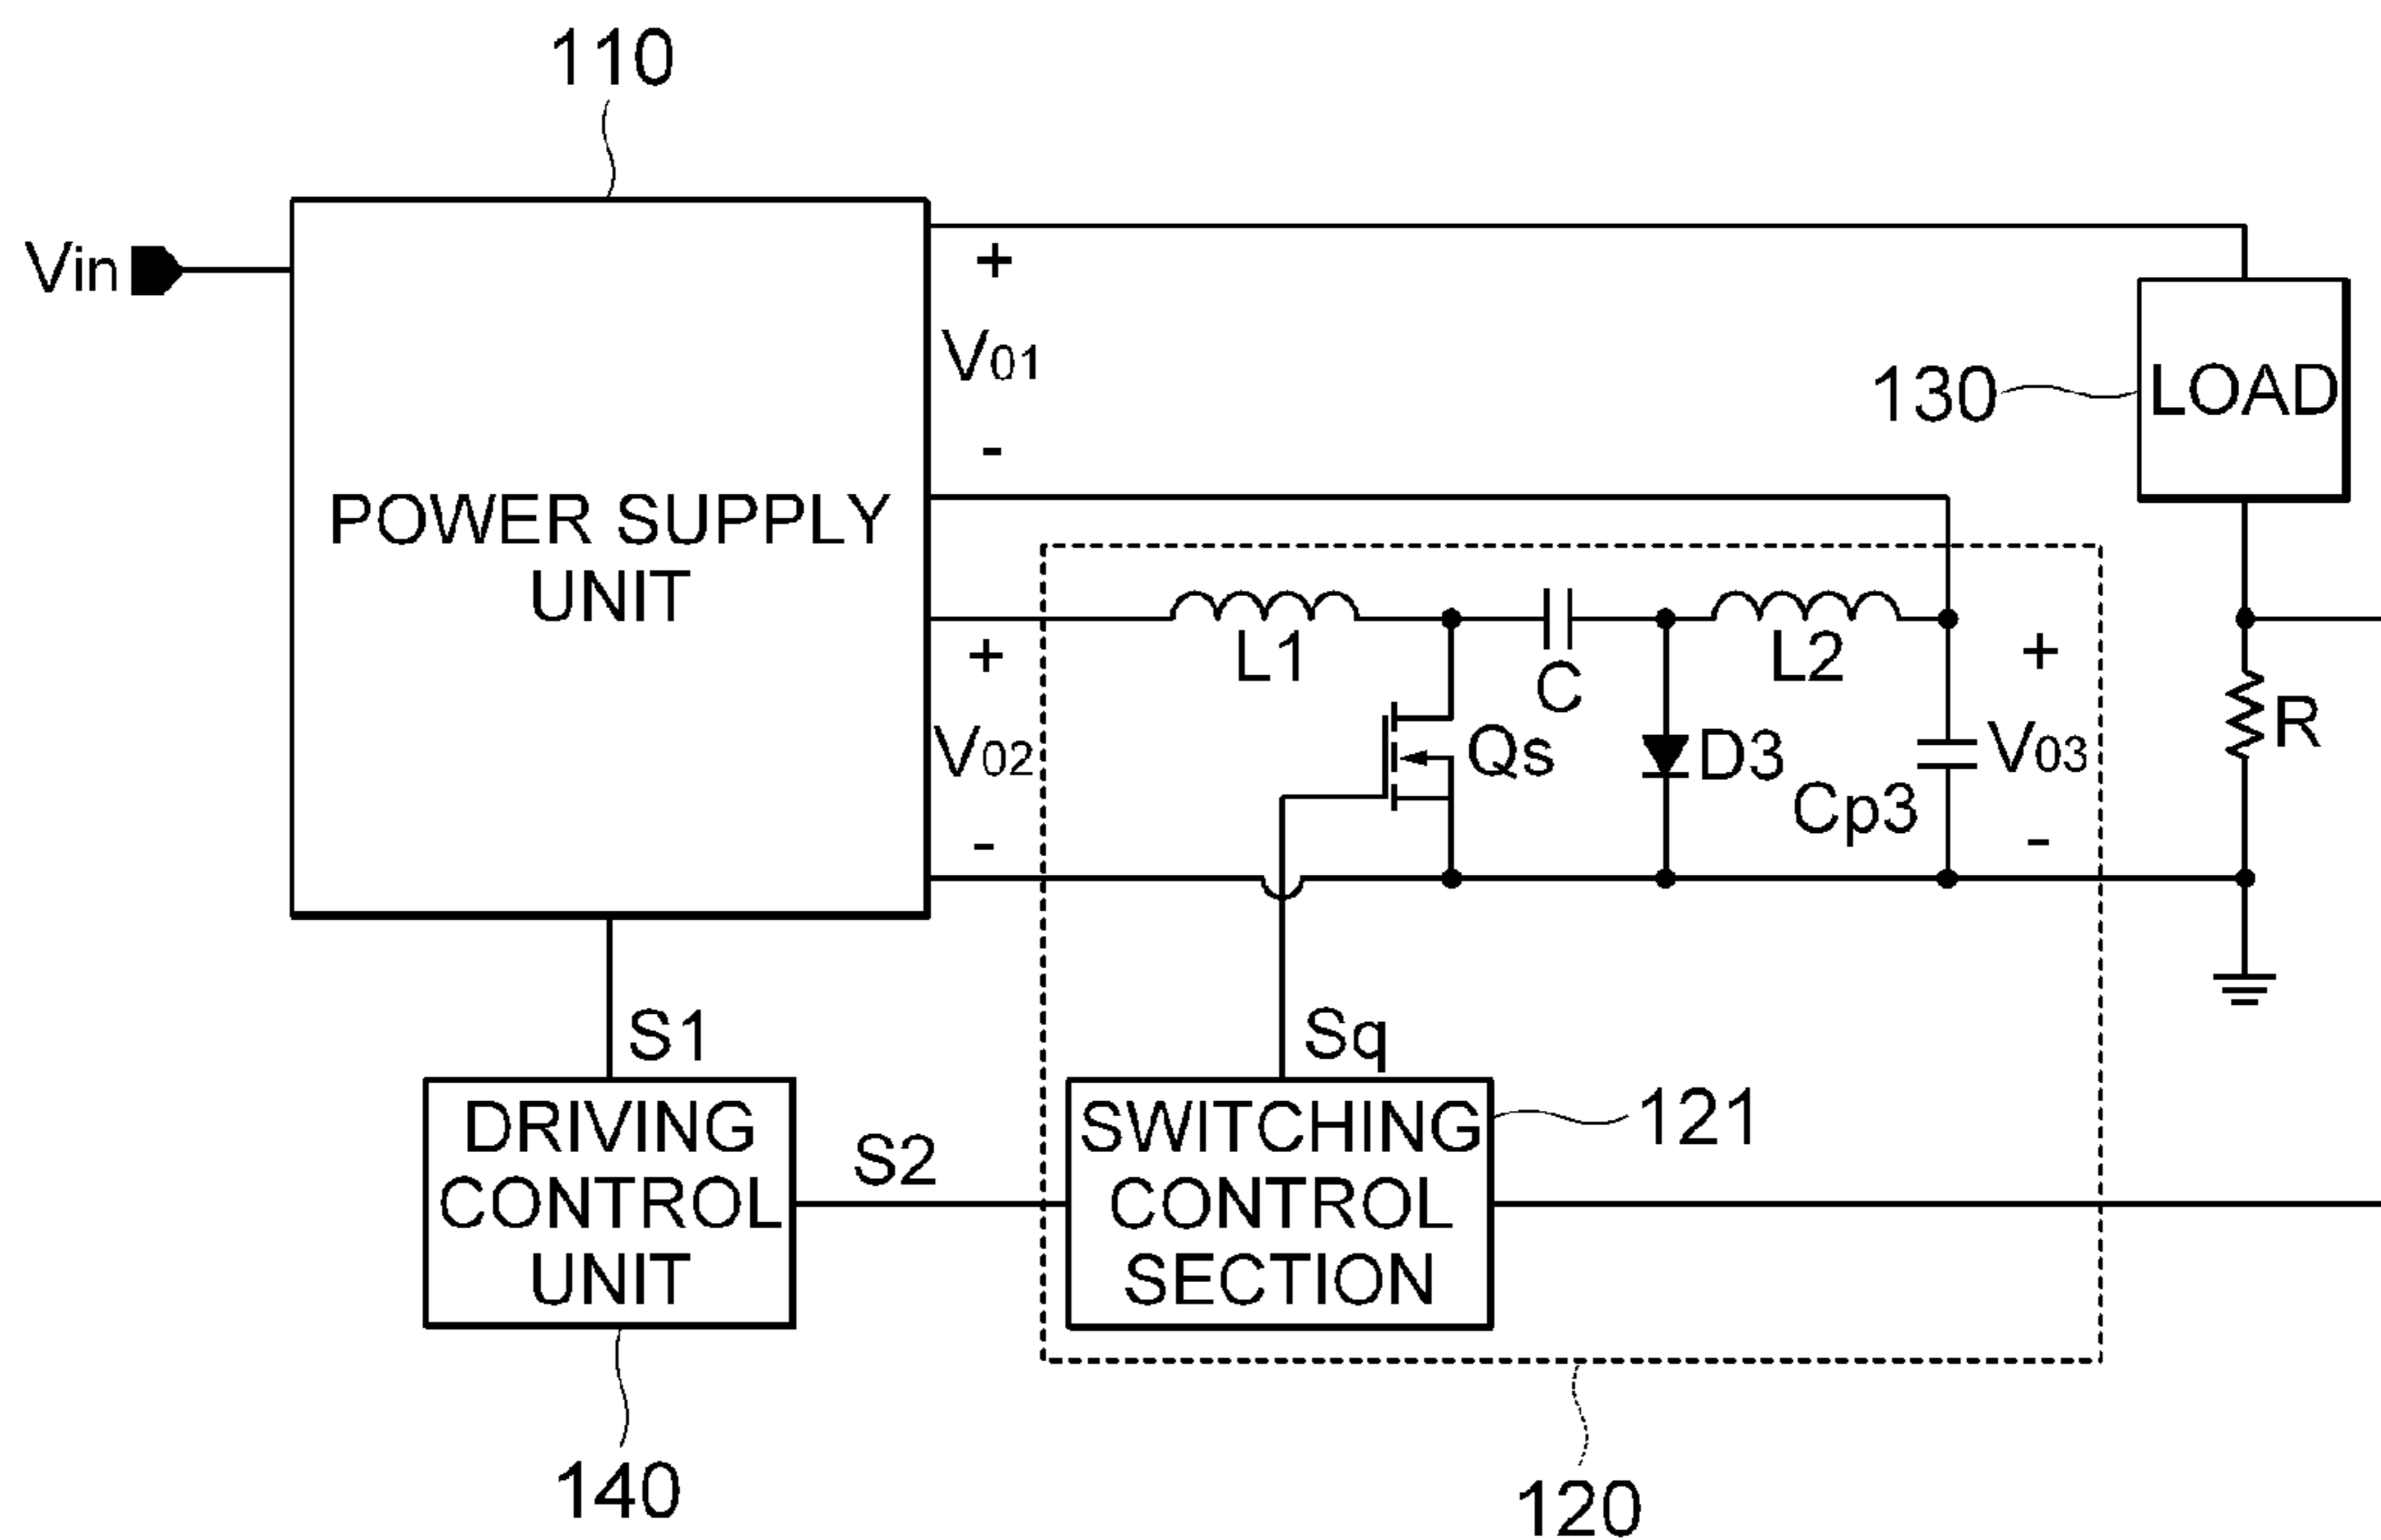 110
Vin
+
V01
-
130
LOAD
POWER SUPPLY
UNIT
L1
C
L2
+
V02
-
Qs
D3
Cp3
+
V03
-
R
S1
Sq
DRIVING
CONTROL
UNIT
S2
SWITCHING
CONTROL
SECTION
121
140
120